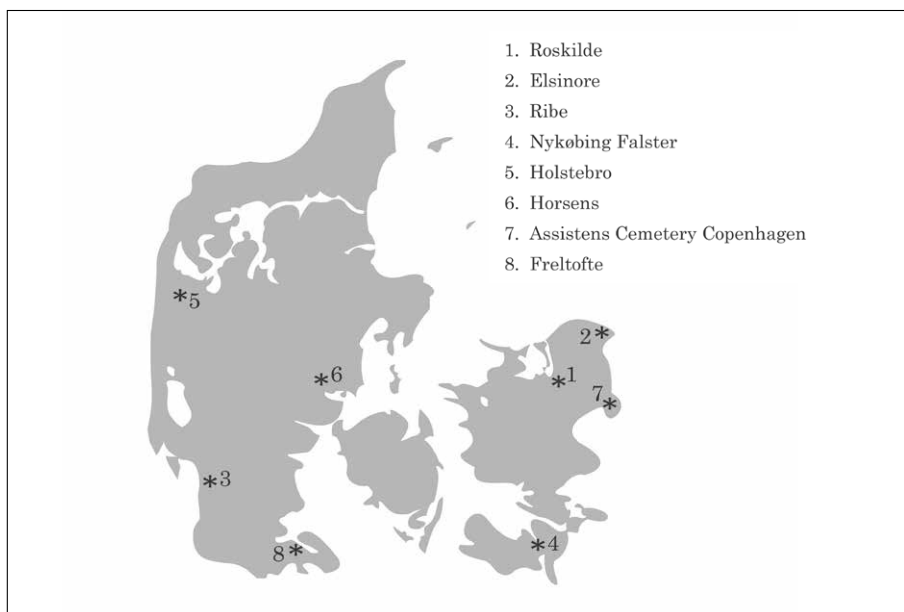 1. Roskilde
2. Elsinore
3. Ribe
4. Nykøbing Falster
5. Holstebro
6. Horsens
7. Assistens Cemetery Copenhagen
8. Freltofte
*5
2*
*6
*1
7*
*3
8*
*4